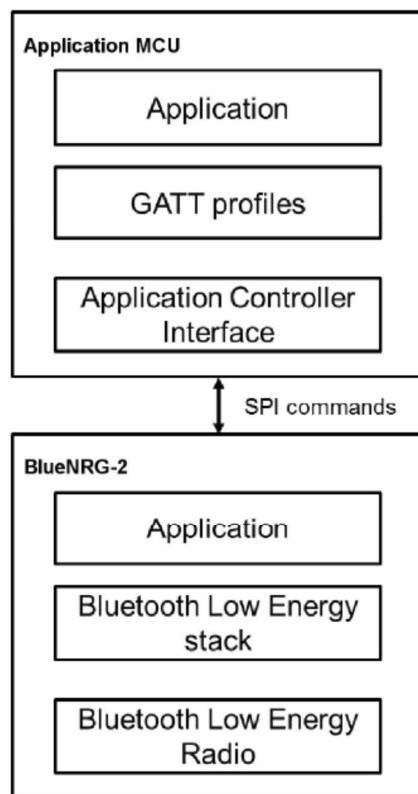 Application MCU
Application
GATT profiles
Application Controller
Interface
SPI commands
BlueNRG-2
Application
Bluetooth Low Energy
stack
Bluetooth Low Energy
Radio